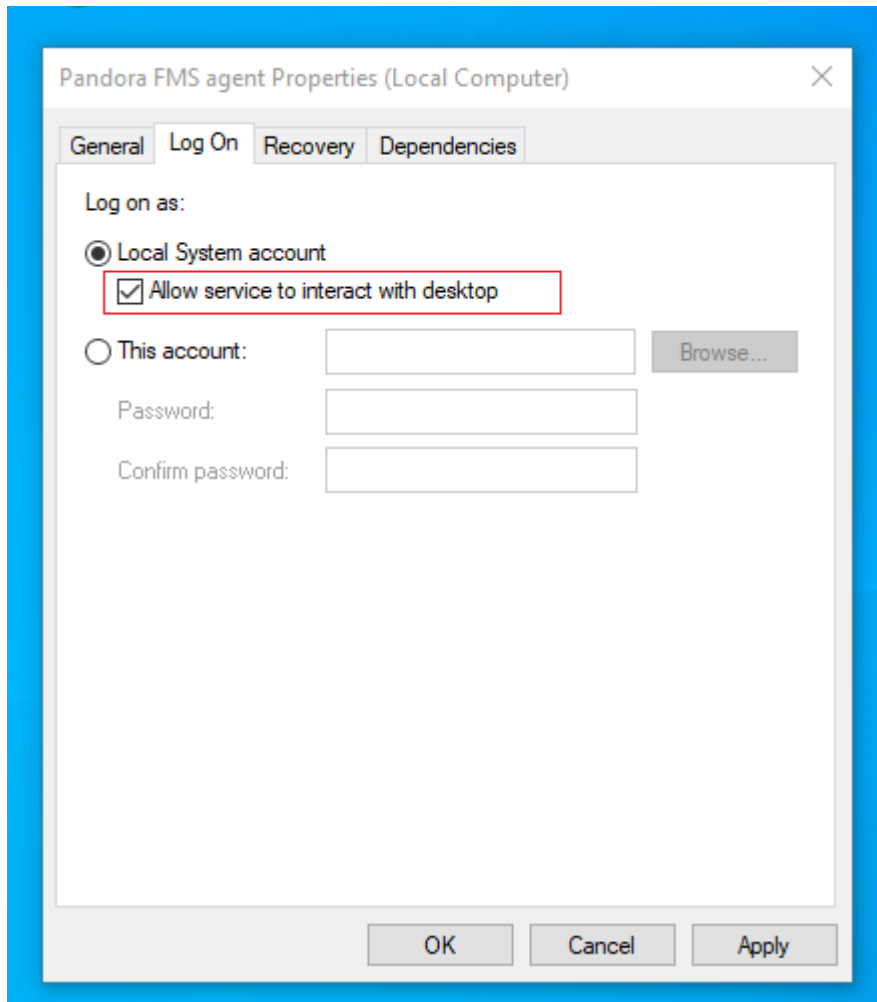 Pandora FMS agent Properties (Local Computer)
General Log On Recovery Dependencies
Log on as:
Local System account
Allow service to interact with desktop
This account:
Browse...
Password:
Confirm password:
OK Cancel Apply